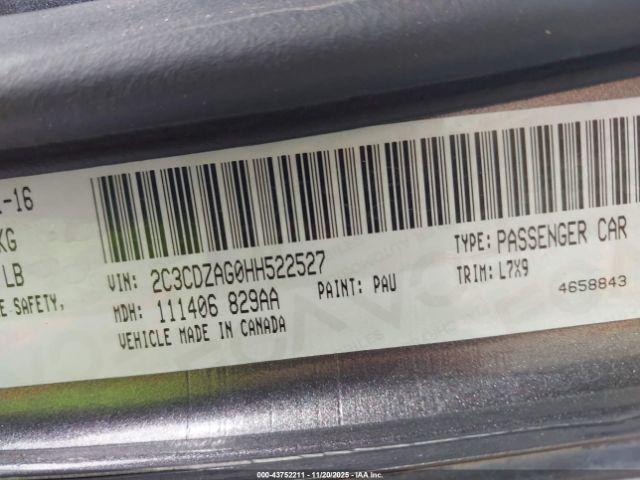 -16
KG
LB
E SAFETY,
VIN: 2C3CDZAG0HH522527
TYPE: PASSENGER CAR
MDH: 111406 829AA
PAINT: PAU
TRIM: L7X9
VEHICLE MADE IN CANADA
4658843
000-43752211 - 11/20/2025 - IAA Inc.